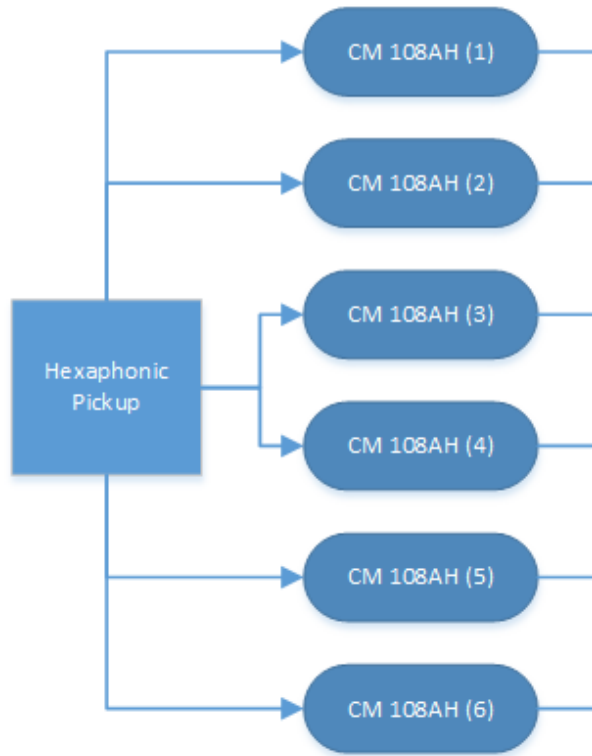 CM 108AH (1)
CM 108AH (2)
CM 108AH (3)
Hexaphonic
Pickup
CM 108AH (4)
CM 108AH (5)
CM 108AH (6)